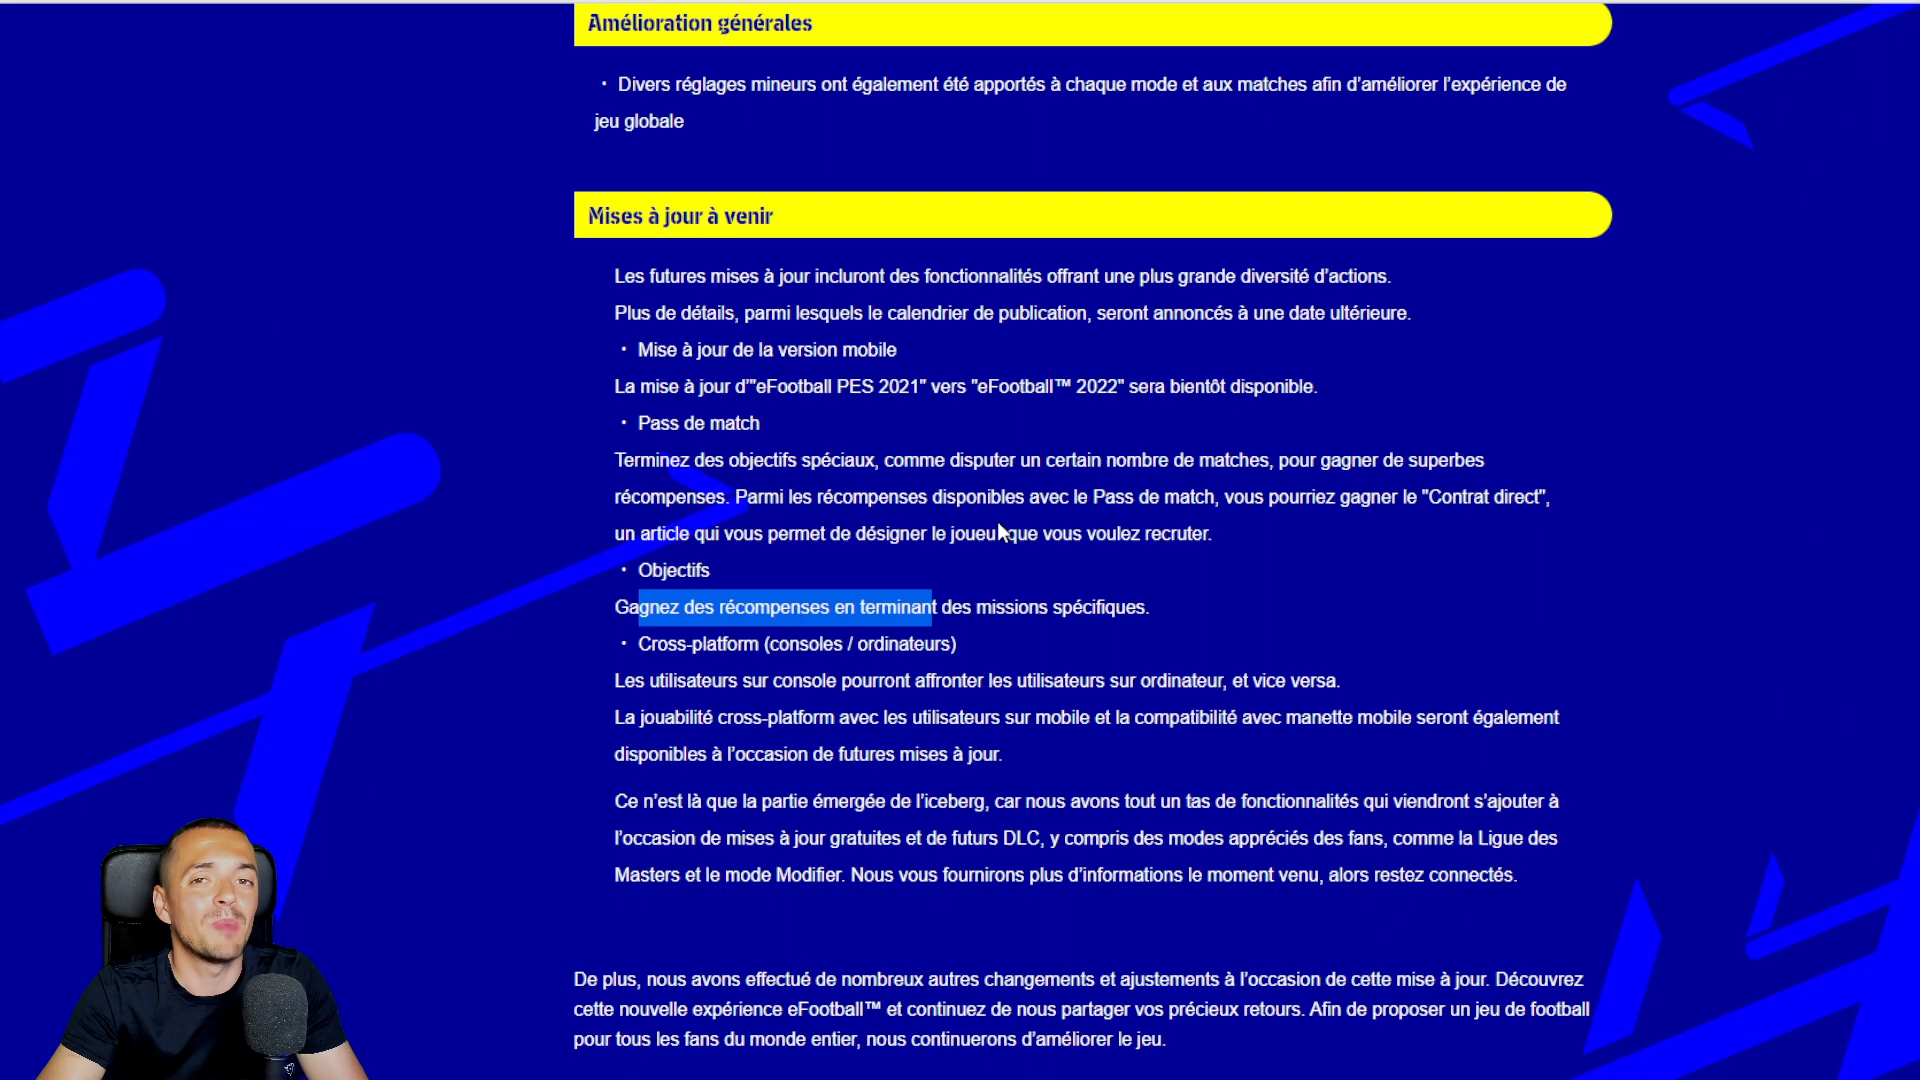 Amélioration générales
・ Divers réglages mineurs ont également été apportés à chaque mode et aux matches afin d’améliorer l’expérience de
jeu globale
Mises à jour à venir
Les futures mises à jour incluront des fonctionnalités offrant une plus grande diversité d’actions.
Plus de détails, parmi lesquels le calendrier de publication, seront annoncés à une date ultérieure.
・ Mise à jour de la version mobile
La mise à jour d’"eFootball PES 2021" vers "eFootball™ 2022" sera bientôt disponible.
・ Pass de match
Terminez des objectifs spéciaux, comme disputer un certain nombre de matches, pour gagner de superbes
récompenses. Parmi les récompenses disponibles avec le Pass de match, vous pourriez gagner le "Contrat direct",
un article qui vous permet de désigner le joueur que vous voulez recruter.
・ Objectifs
Gagnez des récompenses en terminant des missions spécifiques.
・ Cross-platform (consoles / ordinateurs)
Les utilisateurs sur console pourront affronter les utilisateurs sur ordinateur, et vice versa.
La jouabilité cross-platform avec les utilisateurs sur mobile et la compatibilité avec manette mobile seront également
disponibles à l’occasion de futures mises à jour.
Ce n’est là que la partie émergée de l’iceberg, car nous avons tout un tas de fonctionnalités qui viendront s’ajouter à
l’occasion de mises à jour gratuites et de futurs DLC, y compris des modes appréciés des fans, comme la Ligue des
Masters et le mode Modifier. Nous vous fournirons plus d’informations le moment venu, alors restez connectés.
De plus, nous avons effectué de nombreux autres changements et ajustements à l’occasion de cette mise à jour. Découvrez
cette nouvelle expérience eFootball™ et continuez de nous partager vos précieux retours. Afin de proposer un jeu de football
pour tous les fans du monde entier, nous continuerons d’améliorer le jeu.